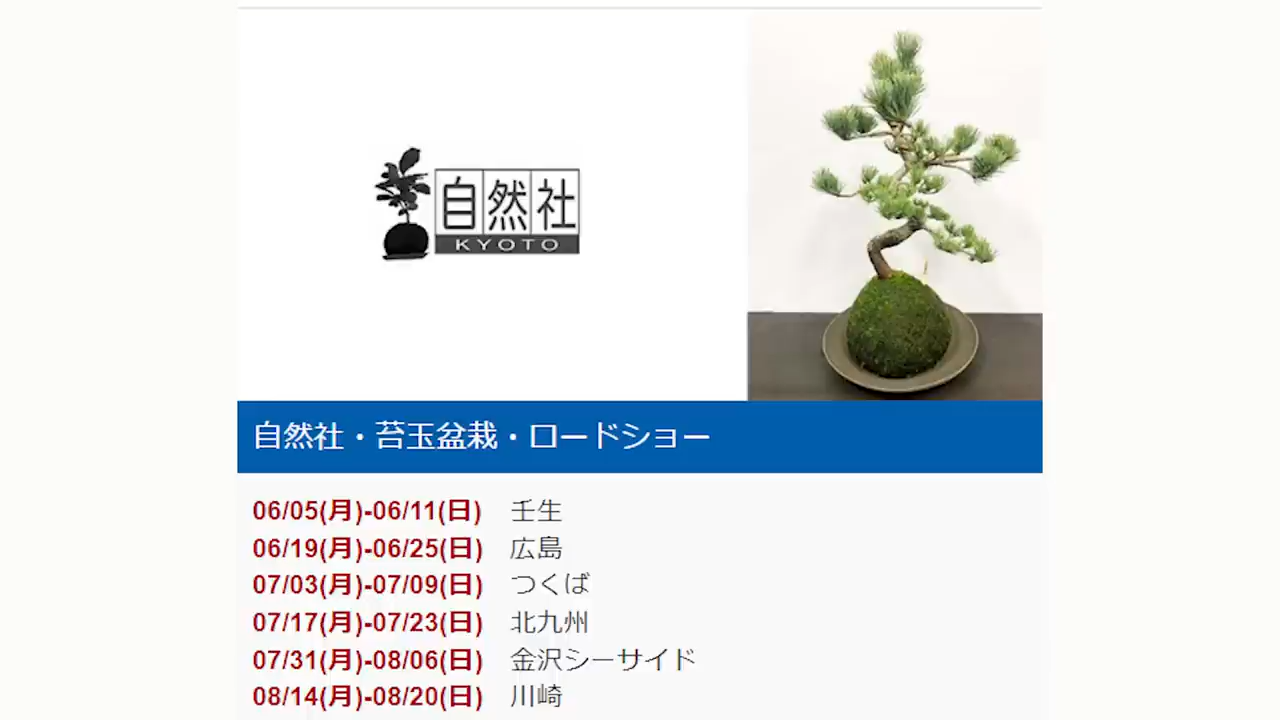 自然社
KYOTO
自然社・苔玉盆栽・ロードショー
06/05(月)-06/11(日) 壬生
06/19(月)-06/25(日) 広島
07/03(月)-07/09(日) つくば
07/17(月)-07/23(日) 北九州
07/31(月)-08/06(日) 金沢シーサイド
08/14(月)-08/20(日) 川崎